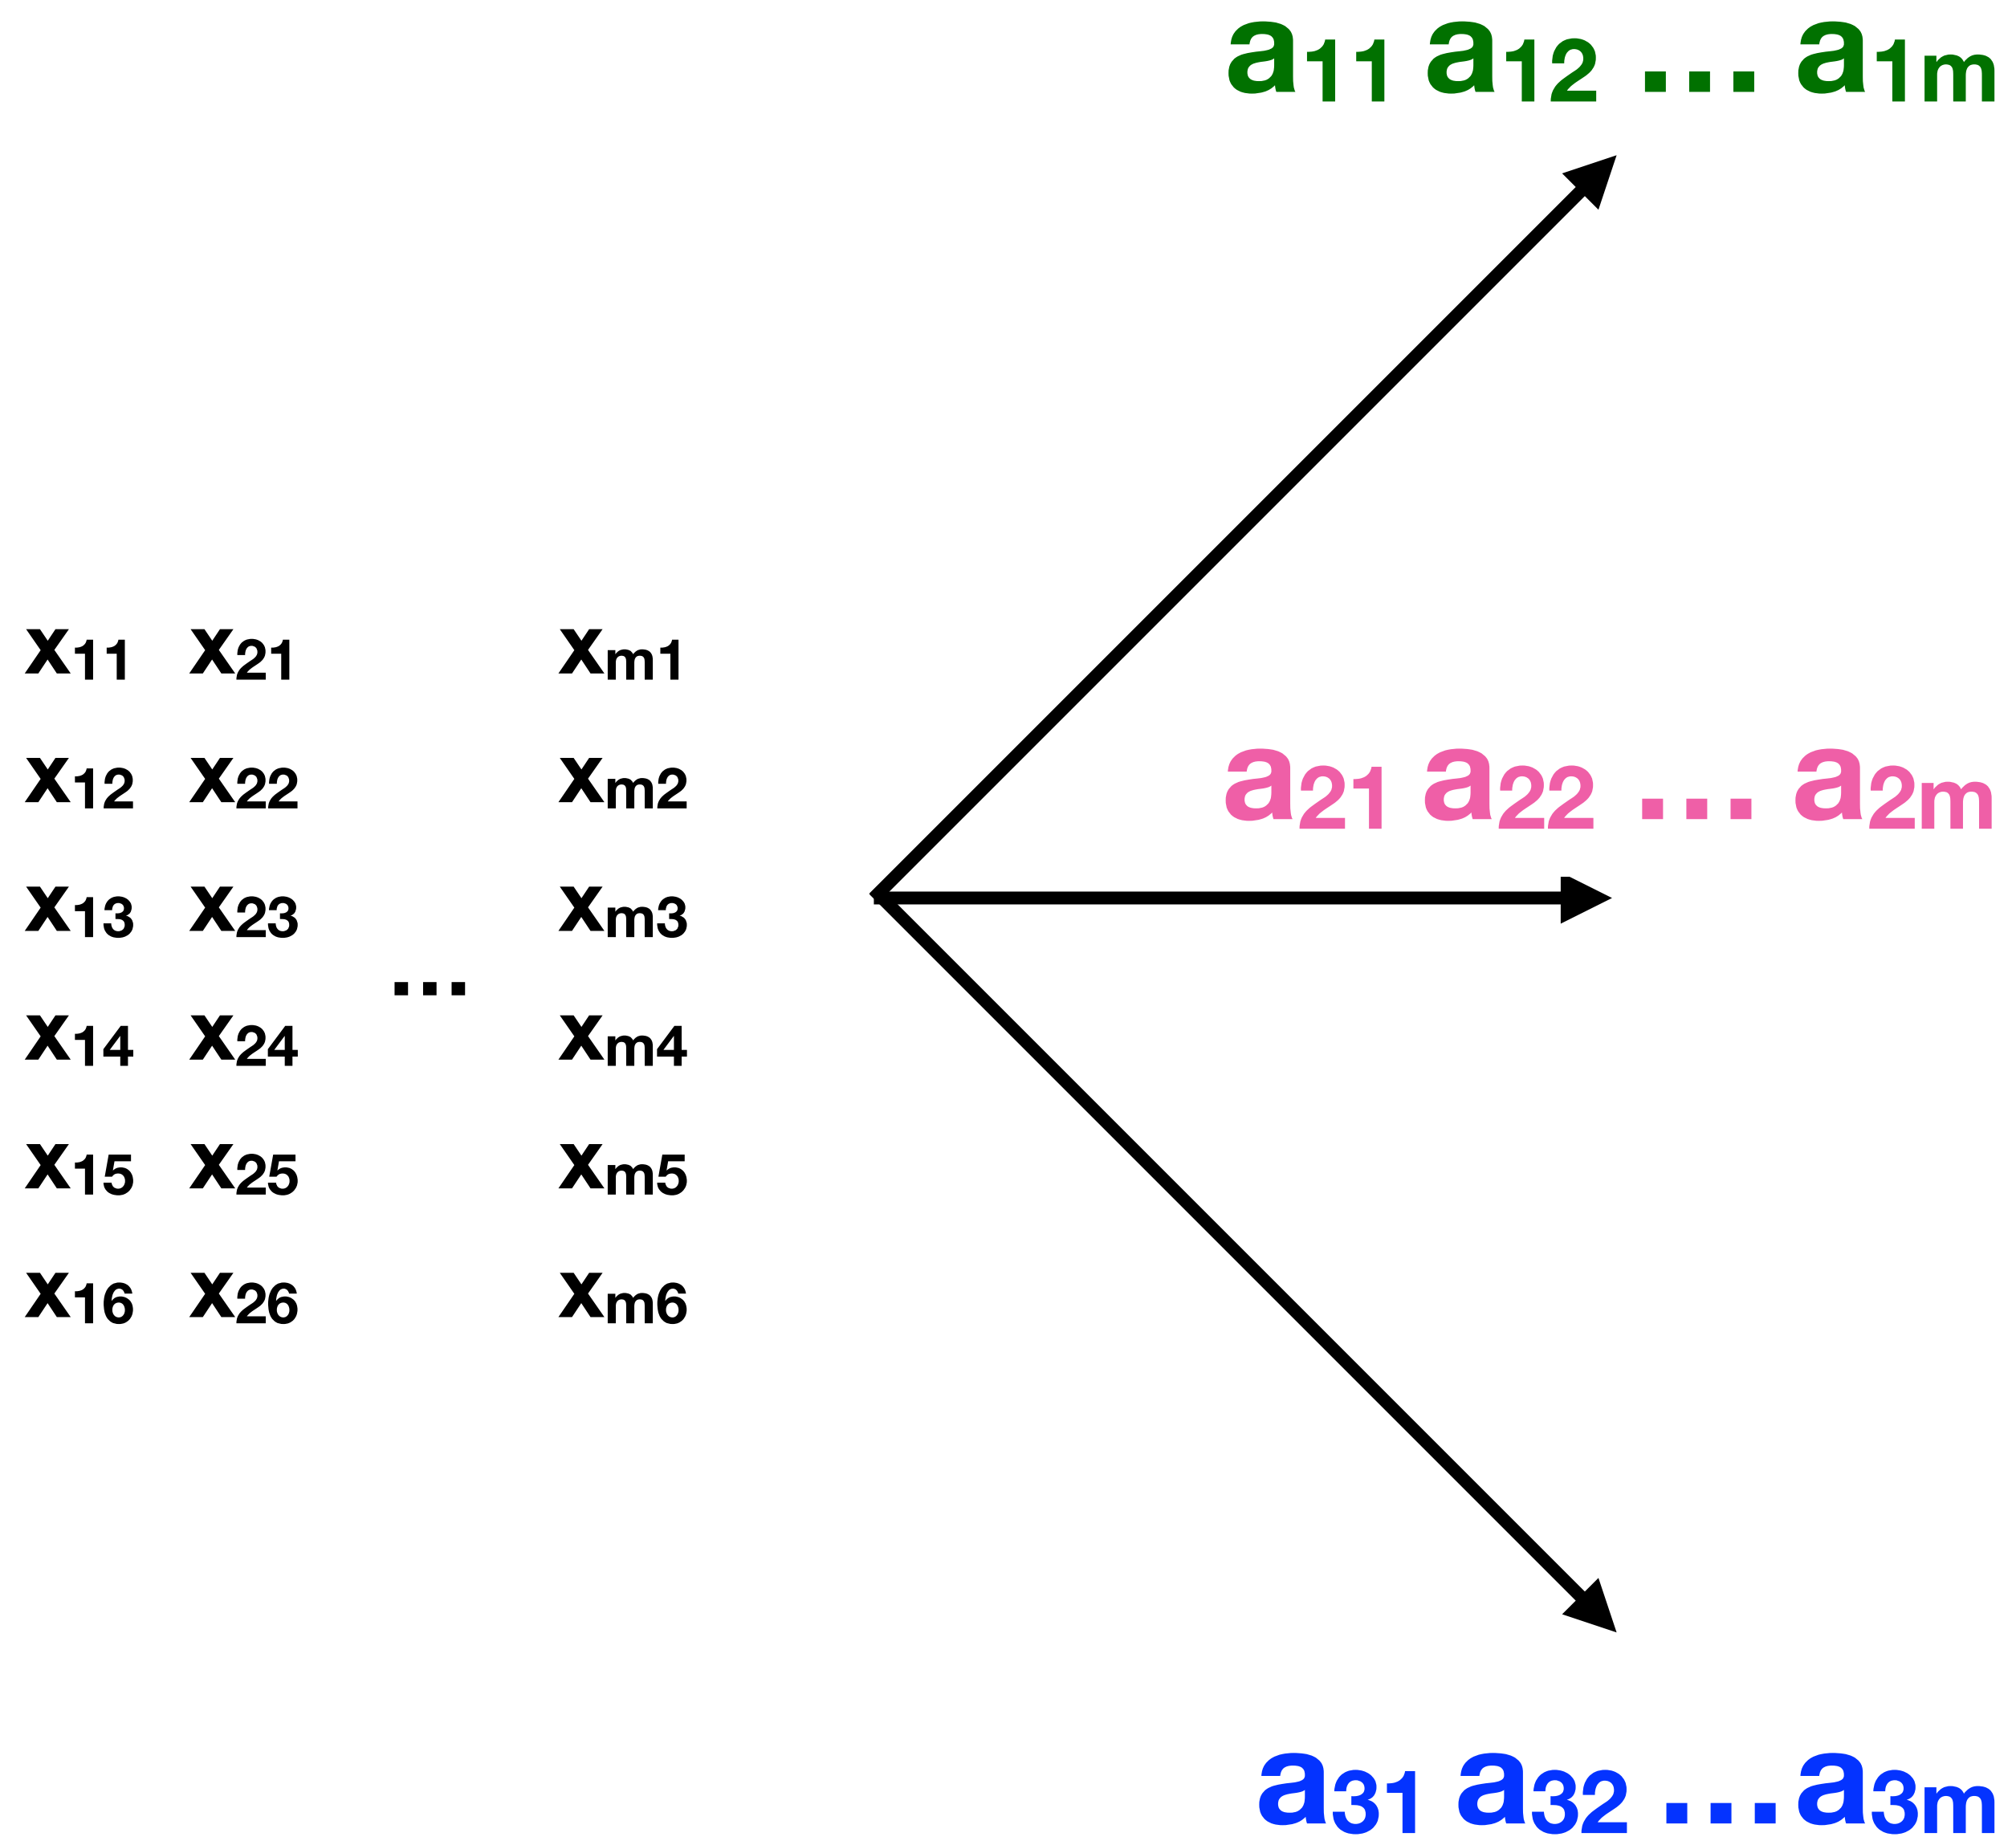 a11 a12 ... a1m
x11 x21 xm1
a21 a22 ... a2m
x12 x22 xm2
x13 x23 xm3
...
x14 x24 xm4
x15 x25 xm5
x16 x26 xm6
a31 a32 ... a3m